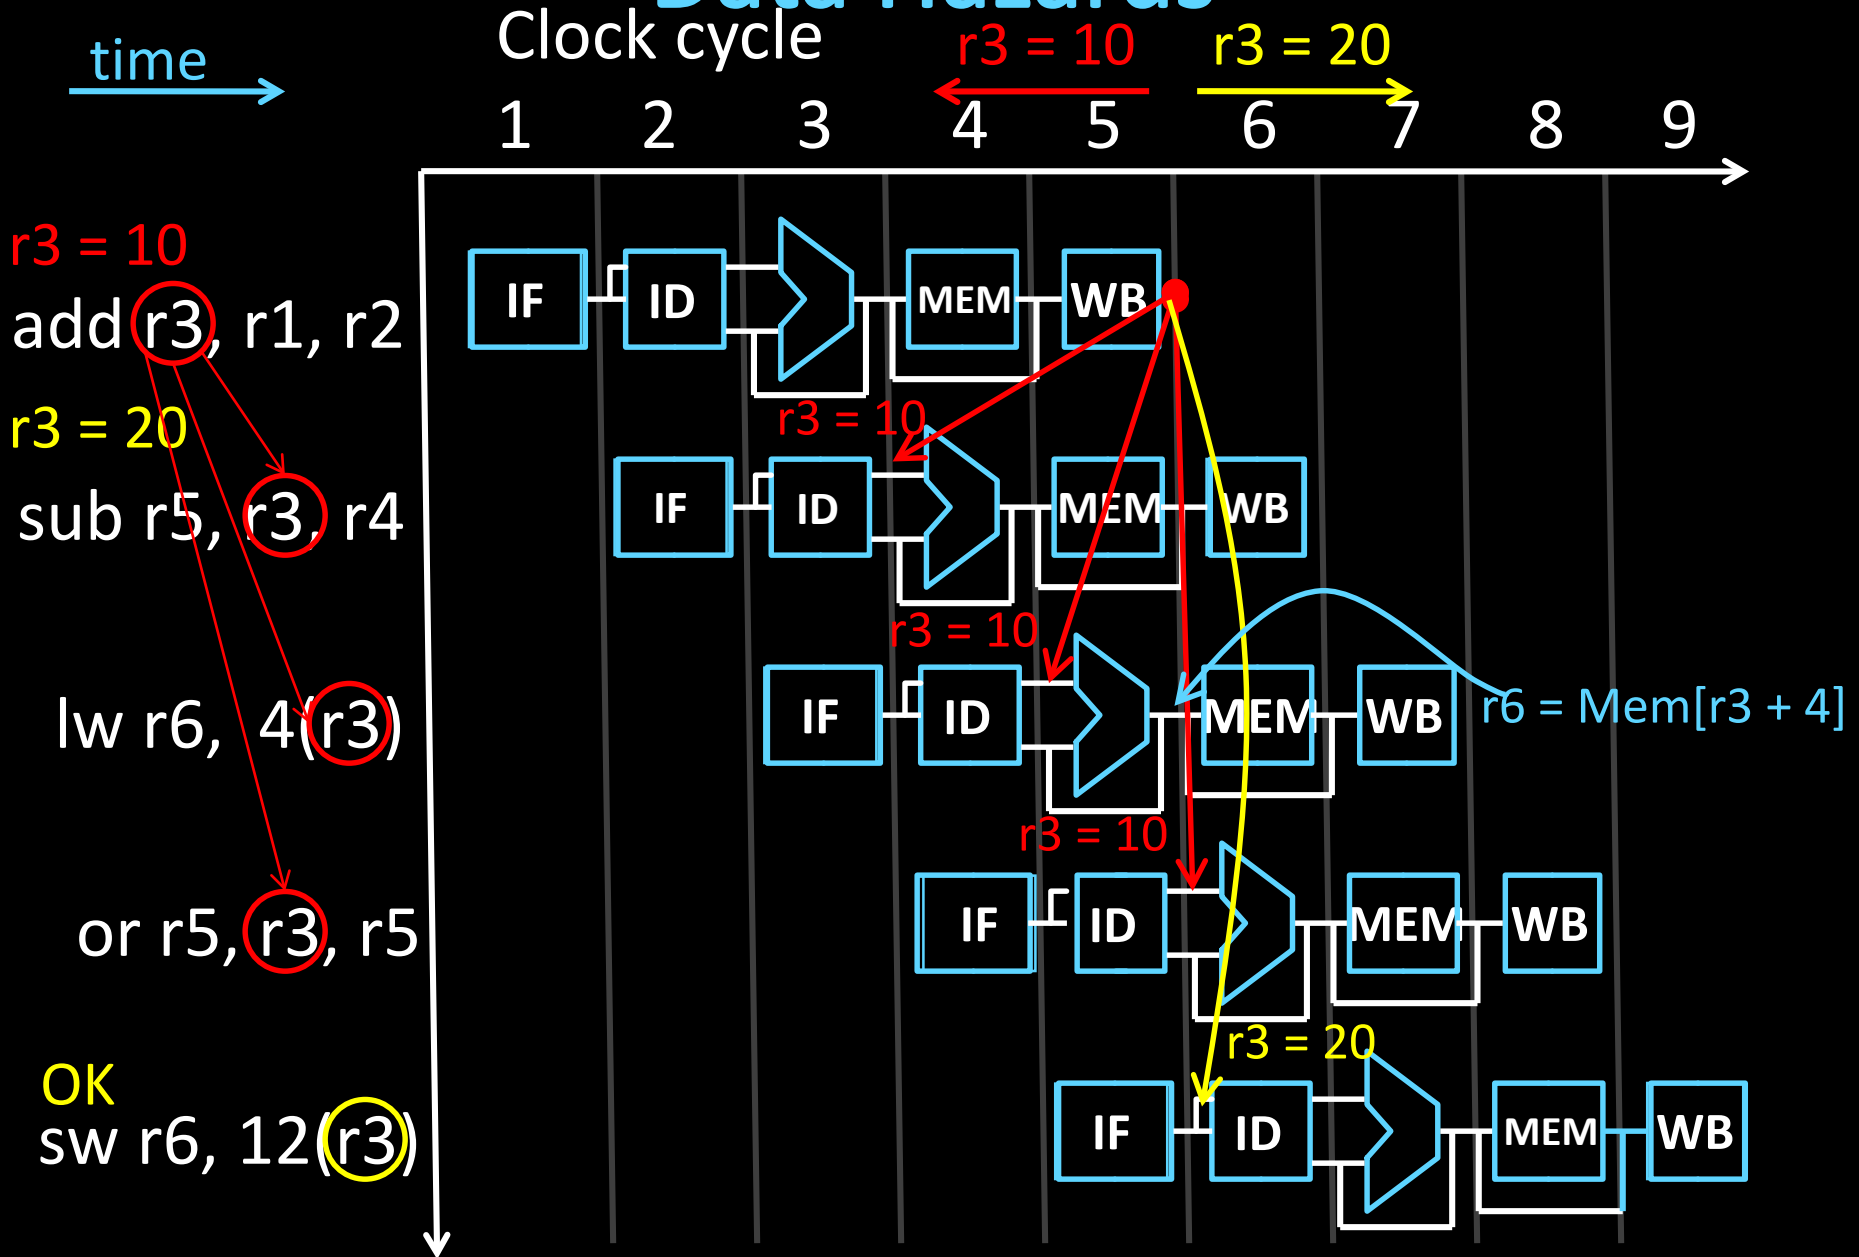 Data Hazards
Clock cycle
time
r3 = 10
r3 = 20
1 2 3 4 5 6 7 8 9
r3 = 10
add r3, r1, r2
IF ID MEM WB
r3 = 10
r3 = 20
sub r5, r3, r4
IF ID MEM WB
r3 = 10
lw r6, 4(r3)
IF ID MEM WB
r6 = Mem[r3 + 4]
r3 = 10
or r5, r3, r5
IF ID MEM WB
r3 = 20
OK
sw r6, 12(r3)
IF ID MEM WB